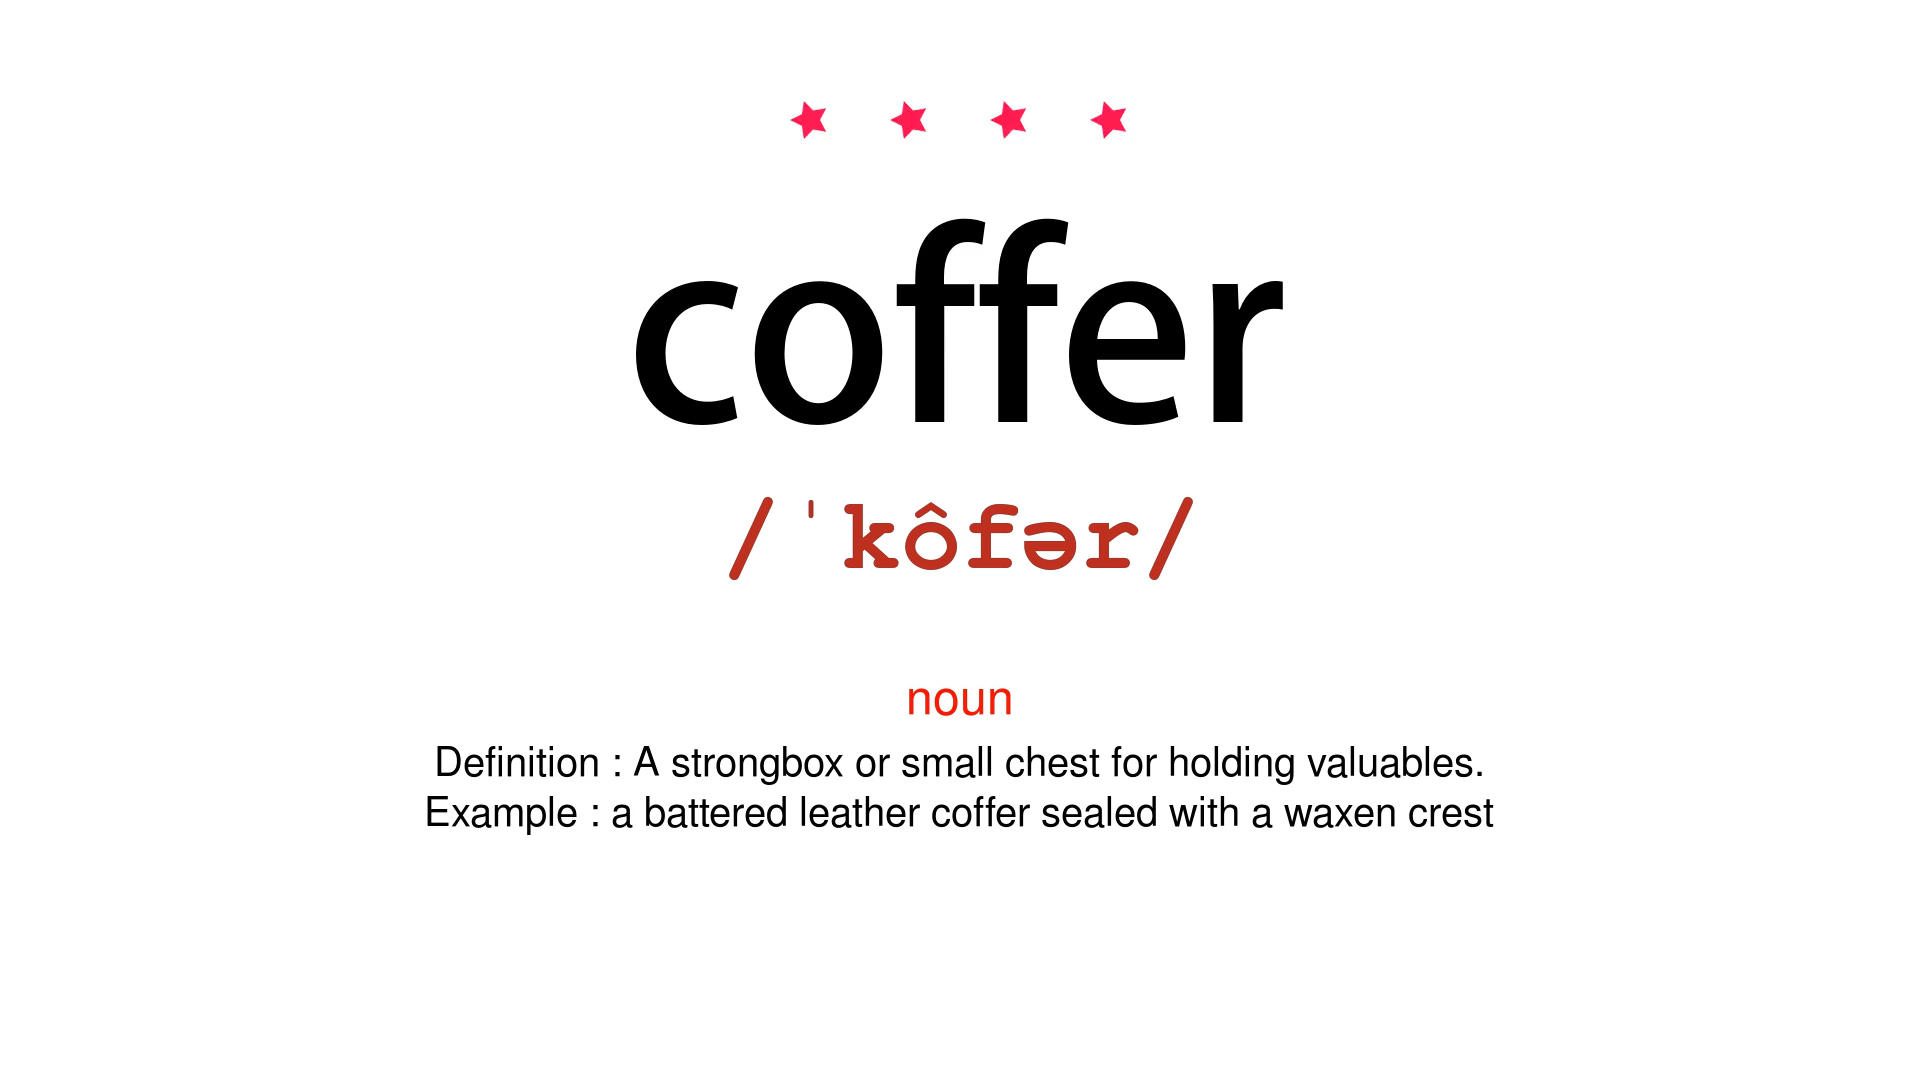 coffer
/ˈkôfər/
noun
Definition : A strongbox or small chest for holding valuables.
Example : a battered leather coffer sealed with a waxen crest